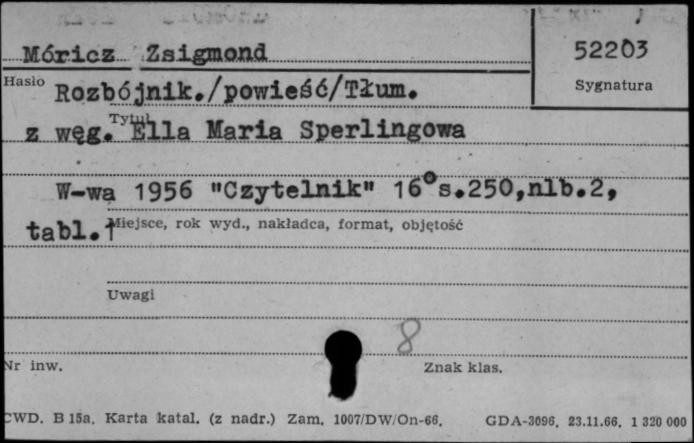 Móricz Zsigmond
52203
Hasło
Sygnatura
Rozbójnik./powieść/Tłum.
Tytuł
z węg. Ella Maria Sperlingowa
W-wa 1956 "Czytelnik" 16° s.250,nlb.2,
tabl.1
Miejsce, rok wyd., nakładca, format, objętość
Uwagi
8
Nr inw.
Znak klas.
CWD. B 15a. Karta katal. (z nadr.) Zam. 1007/DW/On-66. GDA-3096. 23.11.66. 1 320 000